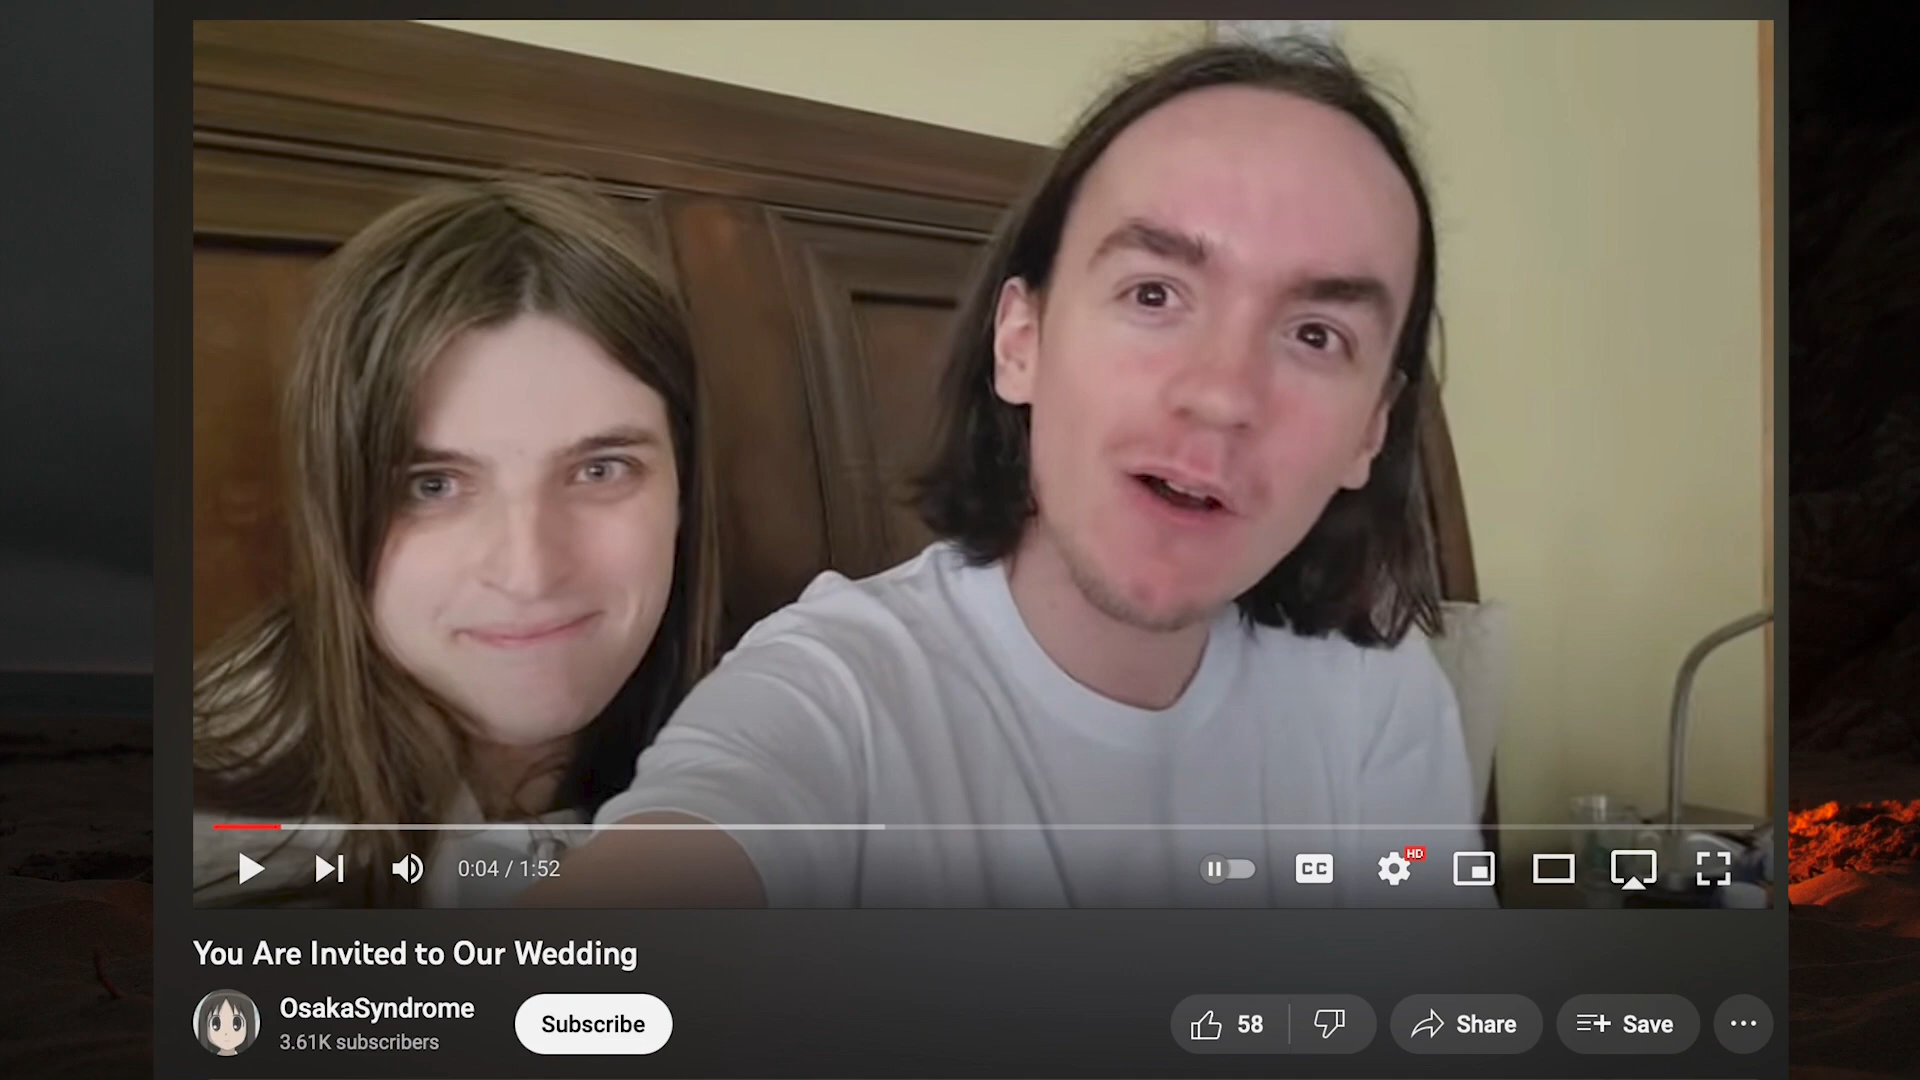 HD
CC
0:04 / 1:52
You Are Invited to Our Wedding
OsakaSyndrome
3.61K subscribers
Subscribe
58
Share
Save